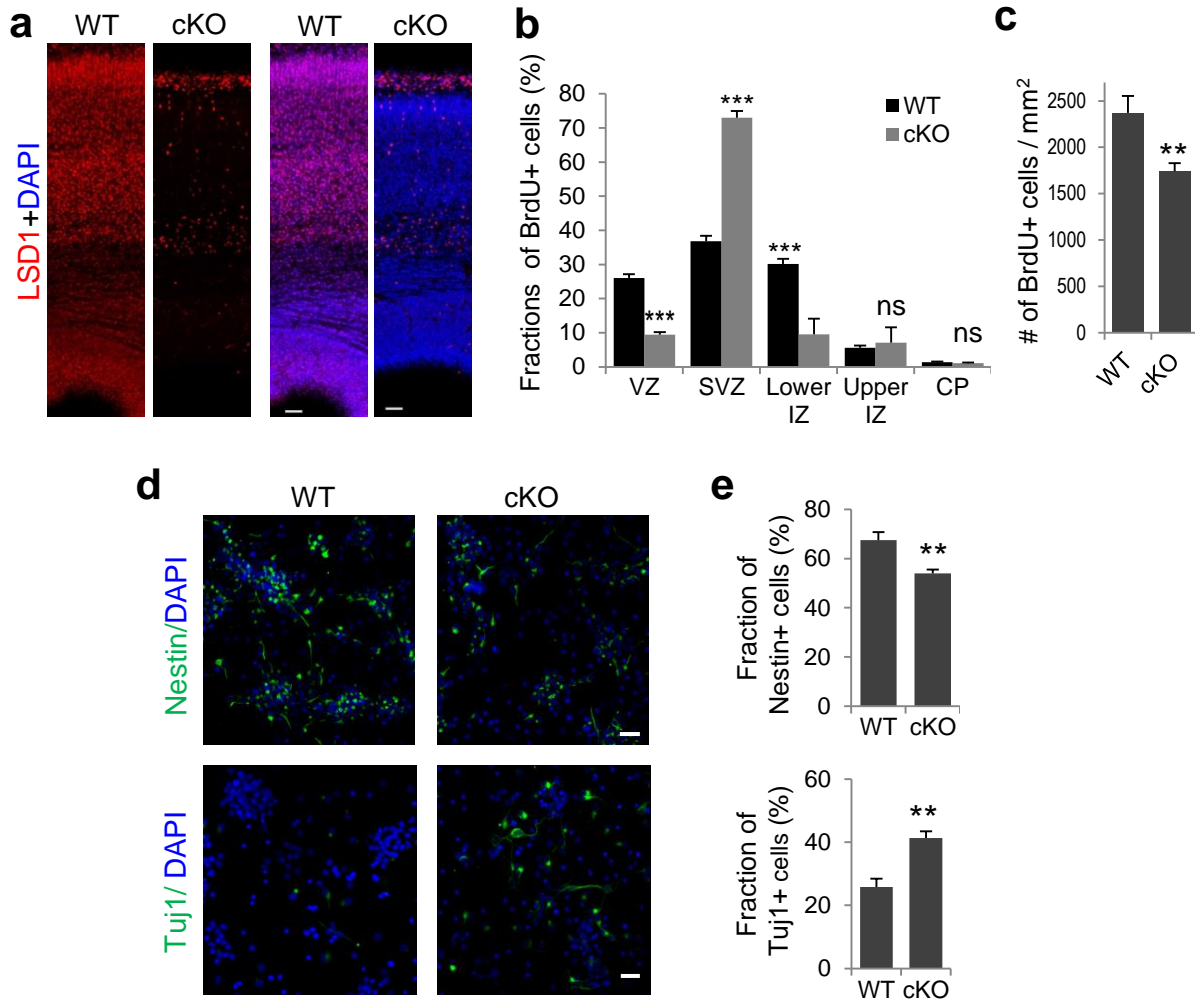 a
WT
cKO
WT
cKO
LSD1+DAPI
b
Fractions of BrdU+ cells (%)
80
70
60
50
40
30
20
10
0
WT
cKO
***
***
***
ns
ns
VZ
SVZ
Lower
IZ
Upper
IZ
CP
c
# of BrdU+ cells / mm²
2500
2000
1500
1000
500
0
**
WT
cKO
d
WT
cKO
Nestin/DAPI
Tuj1/ DAPI
e
Fraction of
Nestin+ cells (%)
80
60
40
20
0
**
WT
cKO
Fraction of
Tuj1+ cells (%)
60
40
20
0
**
WT
cKO